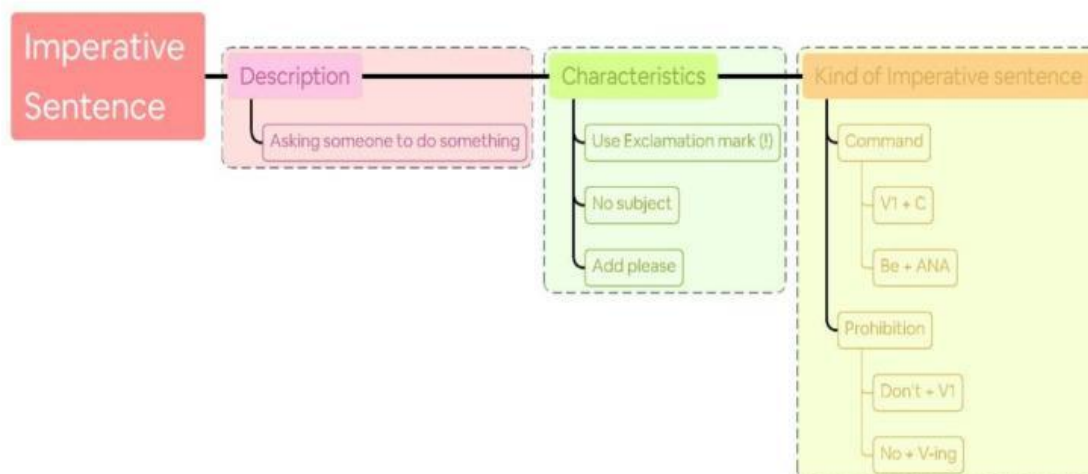 Imperative
Sentence
Description
Asking someone to do something
Characteristics
Use Exclamation mark (!)
No subject
Add please
Kind of Imperative sentence
Command
V1 + C
Be + ANA
Prohibition
Don't + V1
No + V-ing